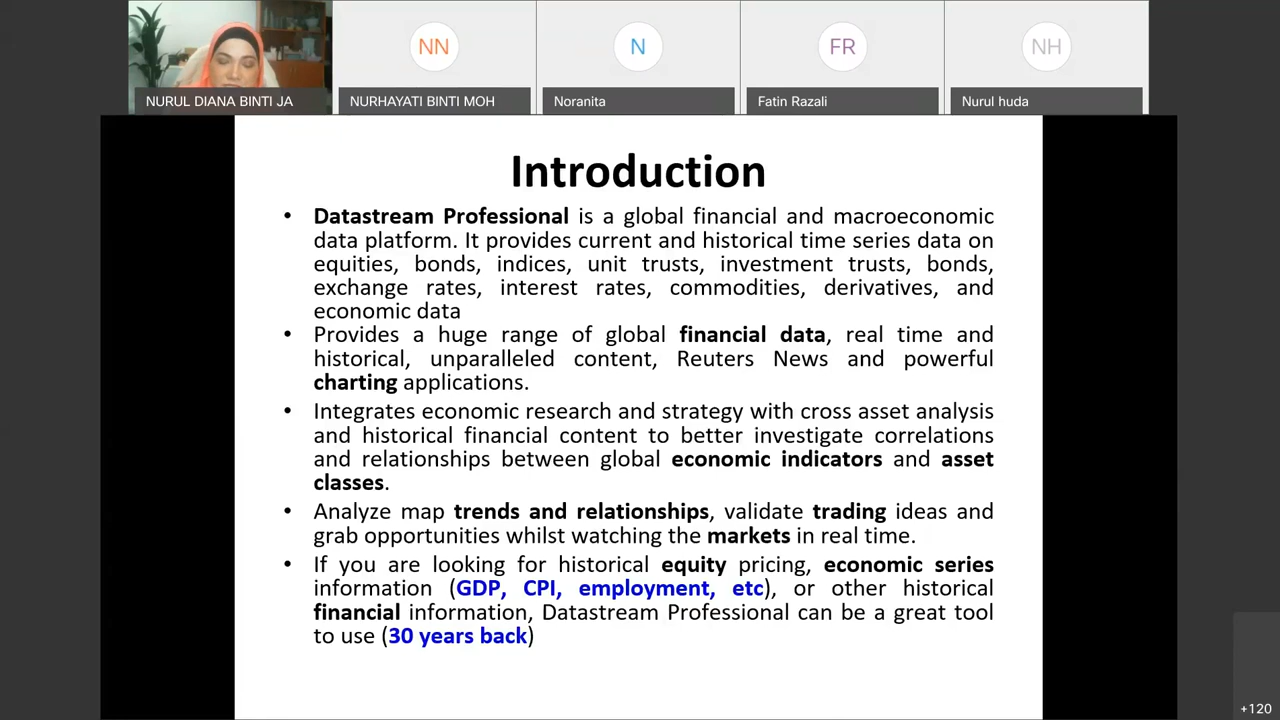 NN
N
FR
NH
NURUL DIANA BINTI JA
NURHAYATI BINTI MOH
Noranita
Fatin Razali
Nurul huda
Introduction
• Datastream Professional is a global financial and macroeconomic
data platform. It provides current and historical time series data on
equities, bonds, indices, unit trusts, investment trusts, bonds,
exchange rates, interest rates, commodities, derivatives, and
economic data
• Provides a huge range of global financial data, real time and
historical, unparalleled content, Reuters News and powerful
charting applications.
• Integrates economic research and strategy with cross asset analysis
and historical financial content to better investigate correlations
and relationships between global economic indicators and asset
classes.
• Analyze map trends and relationships, validate trading ideas and
grab opportunities whilst watching the markets in real time.
• If you are looking for historical equity pricing, economic series
information (GDP, CPI, employment, etc), or other historical
financial information, Datastream Professional can be a great tool
to use (30 years back)
+120